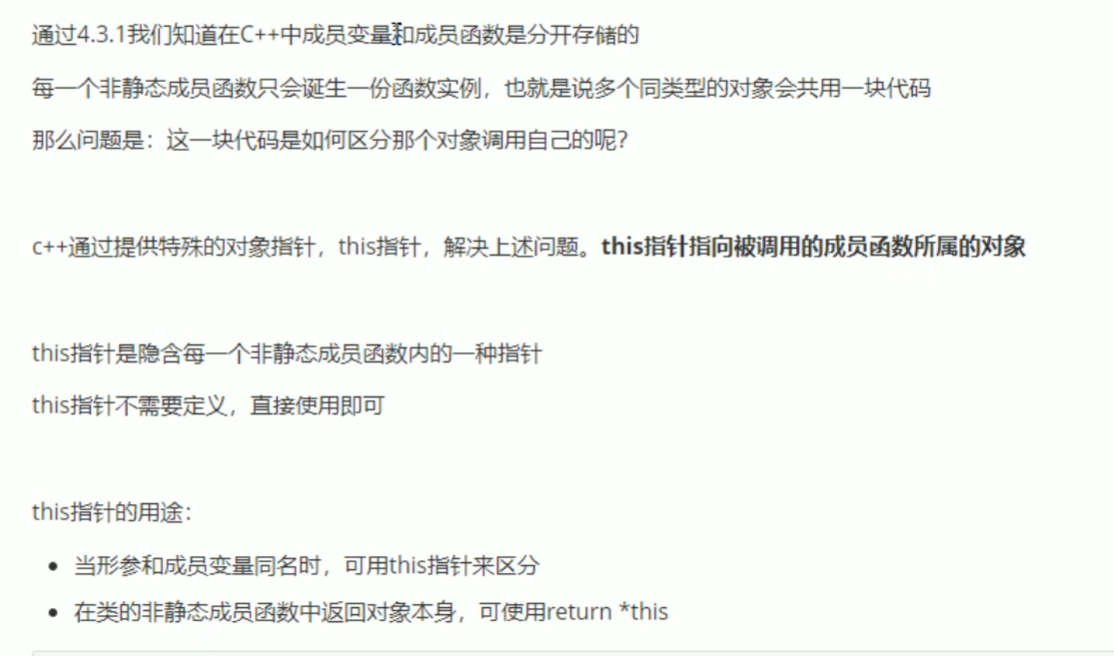 通过4.3.1我们知道在C++中成员变量和成员函数是分开存储的
每一个非静态成员函数只会诞生一份函数实例，也就是说多个同类型的对象会共用一块代码
那么问题是：这一块代码是如何区分那个对象调用自己的呢?
c++通过提供特殊的对象指针，this指针，解决上述问题。this指针指向被调用的成员函数所属的对象
this指针是隐含每一个非静态成员函数内的一种指针
this指针不需要定义，直接使用即可
this指针的用途：
• 当形参和成员变量同名时，可用this指针来区分
• 在类的非静态成员函数中返回对象本身，可使用return *this